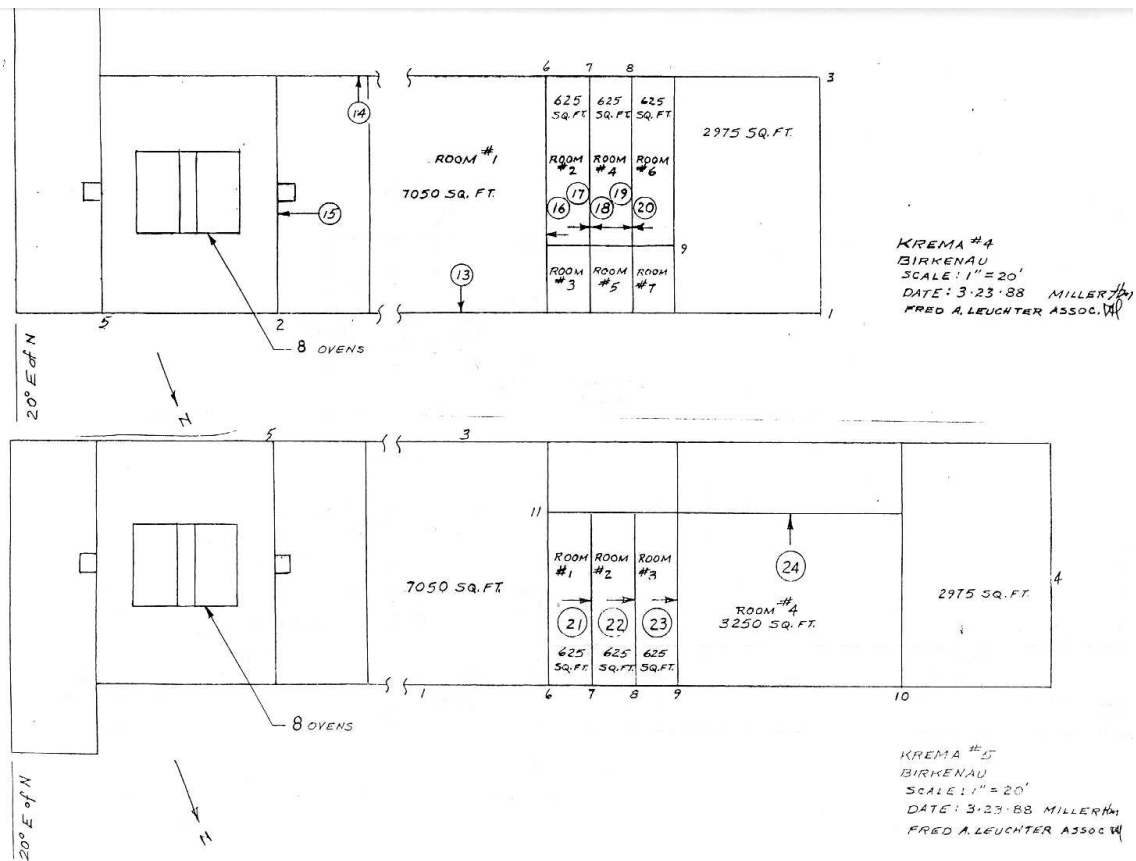 6 7 8 3
14
625 625 625
SQ.FT. SQ.FT. SQ.FT.
2975 SQ.FT.
ROOM #1
7050 SQ. FT.
ROOM ROOM ROOM
#2 #4 #6
17 19
16 18 20
15
9
13
ROOM ROOM ROOM
#3 #5 #7
5 2 1
8 OVENS
20° E of N
N
KREMA #4
BIRKENAU
SCALE: 1" = 20'
DATE: 3·23·88 MILLER
FRED A. LEUCHTER ASSOC.
5 3
11
ROOM ROOM ROOM
#1 #2 #3
24
7050 SQ.FT.
ROOM #4
3250 SQ.FT.
2975 SQ.FT.
4
21 22 23
625 625 625
SQ.FT. SQ.FT. SQ.FT.
1 6 7 8 9 10
8 OVENS
20° E of N
N
KREMA #5
BIRKENAU
SCALE: 1" = 20'
DATE: 3·23·88 MILLER
FRED A. LEUCHTER ASSOC